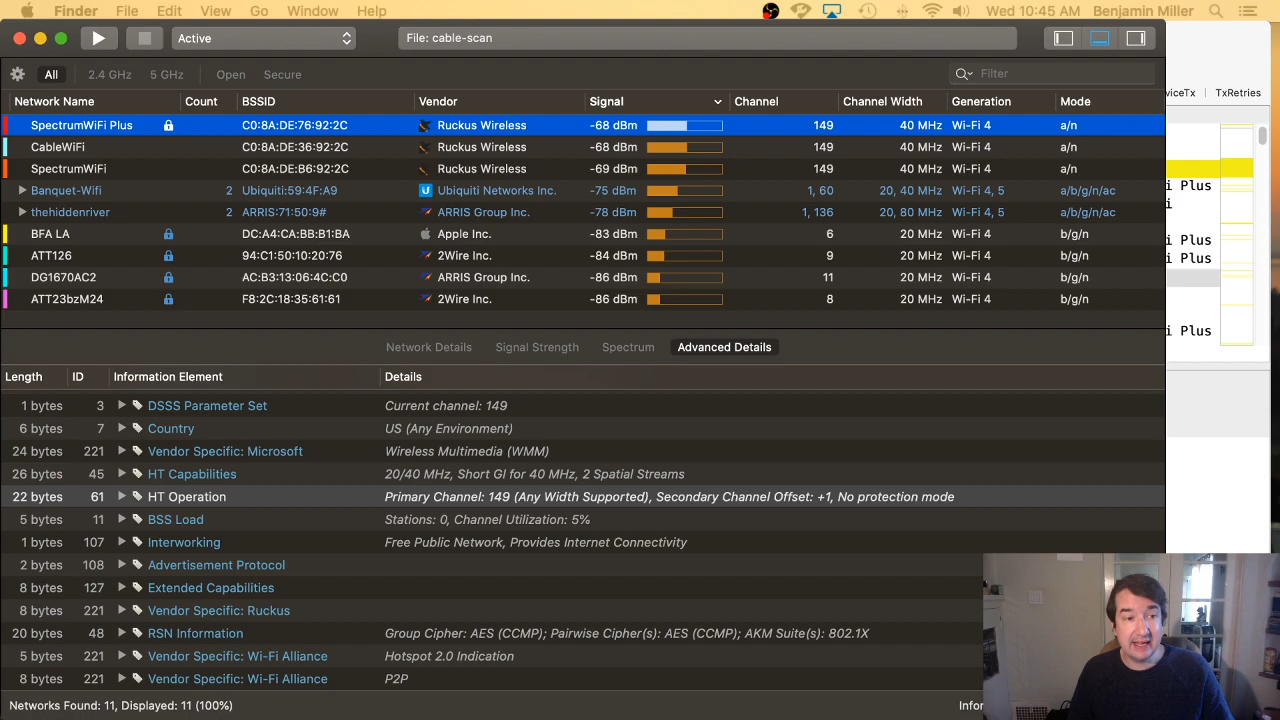 Finder File Edit View Go Window Help Wed 10:45 AM Benjamin Miller
Active File: cable-scan
All 2.4 GHz 5 GHz Open Secure Filter
viceTx TxRetries
Network Name Count BSSID Vendor Signal Channel Channel Width Generation Mode
SpectrumWiFi Plus C0:8A:DE:76:92:2C Ruckus Wireless -68 dBm 149 40 MHz Wi-Fi 4 a/n
CableWiFi C0:8A:DE:36:92:2C Ruckus Wireless -68 dBm 149 40 MHz Wi-Fi 4 a/n
SpectrumWiFi C0:8A:DE:B6:92:2C Ruckus Wireless -69 dBm 149 40 MHz Wi-Fi 4 a/n
i Plus
Banquet-Wifi 2 Ubiquiti:59:4F:A9 U Ubiquiti Networks Inc. -75 dBm 1, 60 20, 40 MHz Wi-Fi 4, 5 a/b/g/n/ac
i
thehiddenriver 2 ARRIS:71:50:9# ARRIS Group Inc. -78 dBm 1, 136 20, 80 MHz Wi-Fi 4, 5 a/b/g/n/ac
BFA LA DC:A4:CA:BB:B1:BA Apple Inc. -83 dBm 6 20 MHz Wi-Fi 4 b/g/n
i Plus
ATT126 94:C1:50:10:20:76 2Wire Inc. -84 dBm 9 20 MHz Wi-Fi 4 b/g/n
i Plus
DG1670AC2 AC:B3:13:06:4C:C0 ARRIS Group Inc. -86 dBm 11 20 MHz Wi-Fi 4 b/g/n
ATT23bzM24 F8:2C:18:35:61:61 2Wire Inc. -86 dBm 8 20 MHz Wi-Fi 4 b/g/n
i Plus
Network Details Signal Strength Spectrum Advanced Details
Length ID Information Element Details
1 bytes 3 DSSS Parameter Set Current channel: 149
6 bytes 7 Country US (Any Environment)
24 bytes 221 Vendor Specific: Microsoft Wireless Multimedia (WMM)
26 bytes 45 HT Capabilities 20/40 MHz, Short GI for 40 MHz, 2 Spatial Streams
22 bytes 61 HT Operation Primary Channel: 149 (Any Width Supported), Secondary Channel Offset: +1, No protection mode
5 bytes 11 BSS Load Stations: 0, Channel Utilization: 5%
1 bytes 107 Interworking Free Public Network, Provides Internet Connectivity
2 bytes 108 Advertisement Protocol
8 bytes 127 Extended Capabilities
8 bytes 221 Vendor Specific: Ruckus
20 bytes 48 RSN Information Group Cipher: AES (CCMP); Pairwise Cipher(s): AES (CCMP); AKM Suite(s): 802.1X
5 bytes 221 Vendor Specific: Wi-Fi Alliance Hotspot 2.0 Indication
8 bytes 221 Vendor Specific: Wi-Fi Alliance P2P
Networks Found: 11, Displayed: 11 (100%) Infor